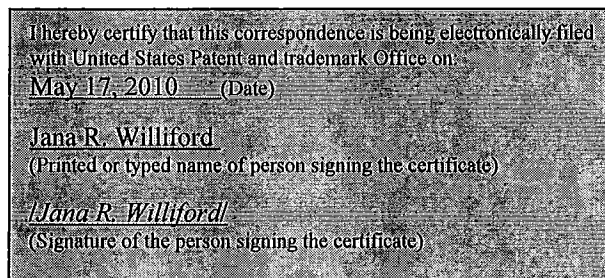 I hereby certify that this correspondence is being electronically filed
with United States Patent and trademark Office on:
May 17, 2010 (Date)
Jana R. Williford
(Printed or typed name of person signing the certificate)
/Jana R. Williford/
(Signature of the person signing the certificate)